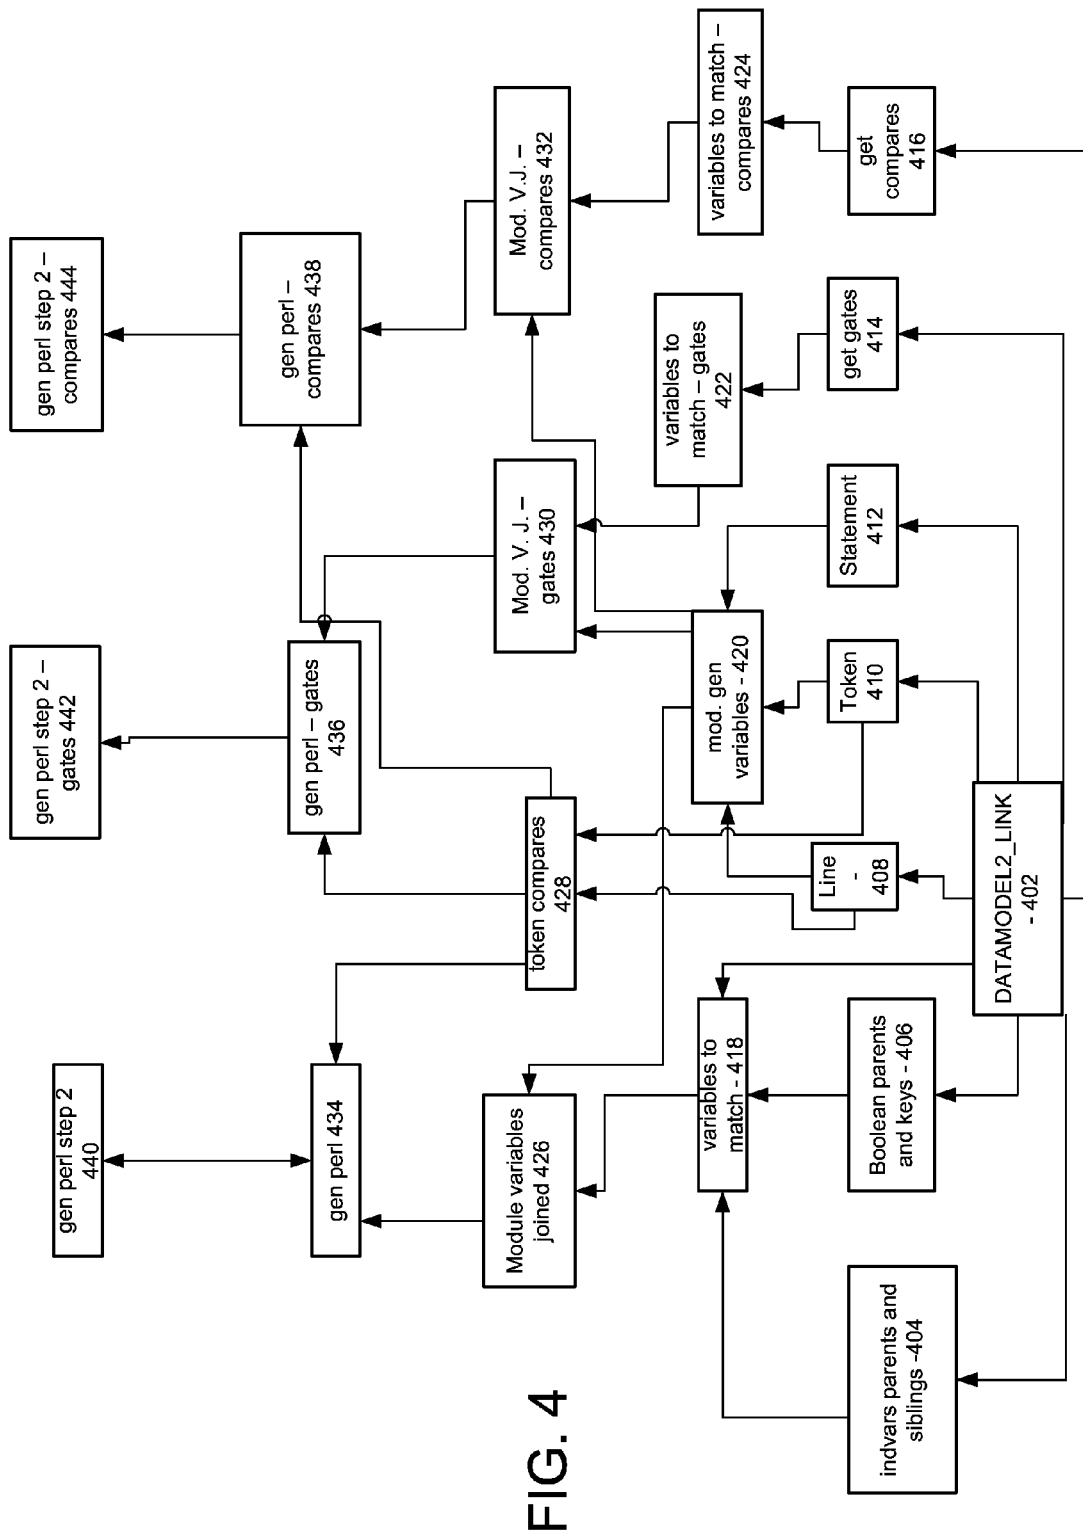 gen perl step 2
440
gen perl step 2 –
gates 442
gen perl step 2 –
compares 444
gen perl 434
gen perl – gates
436
gen perl –
compares 438
Module variables
joined 426
token compares
428
Mod. V. J. –
gates 430
Mod. V.J. –
compares 432
variables to
match - 418
mod. gen
variables - 420
variables to
match – gates
422
variables to match –
compares 424
indvars parents and
siblings -404
Boolean parents
and keys - 406
Line
-
408
Token
410
Statement
412
get gates
414
get
compares
416
DATAMODEL2_LINK
- 402
FIG. 4